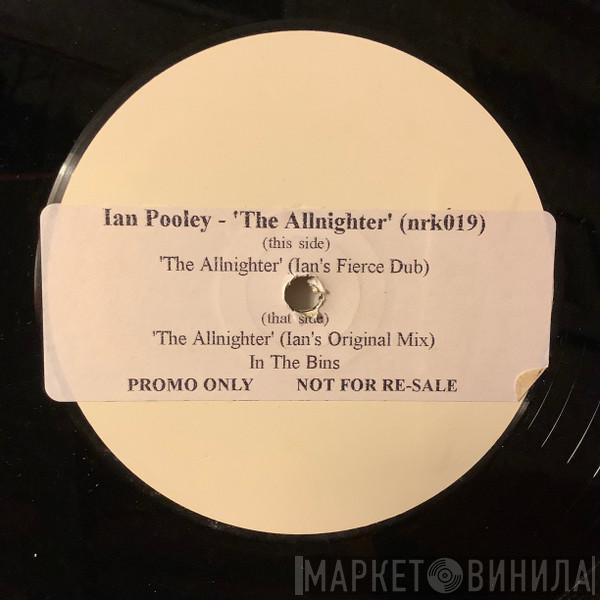 Ian Pooley - 'The Allnighter' (nrk019)
(this side)
'The Allnighter' (Ian's Fierce Dub)
(that side)
'The Allnighter' (Ian's Original Mix)
In The Bins
PROMO ONLY NOT FOR RE-SALE
МАРКЕТ ВИНИЛА